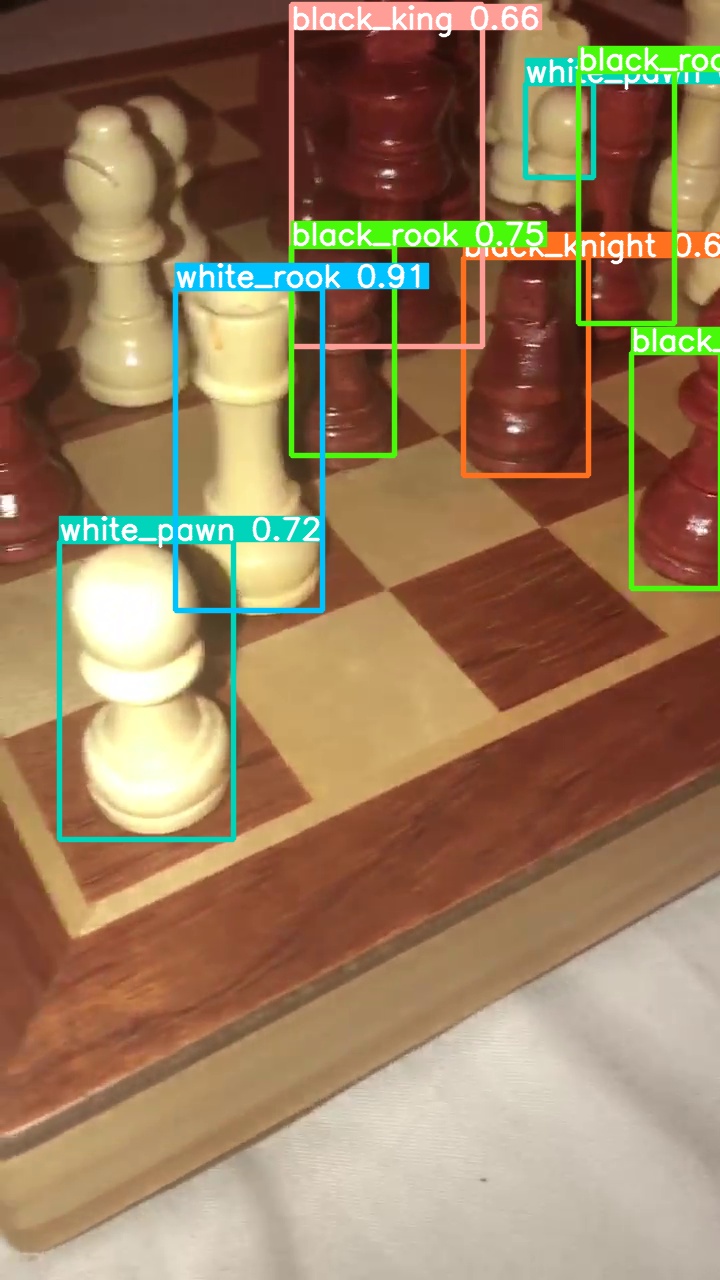 black_king 0.66
black_roo
white_pawn
black_rook 0.75
black_knight 0.6
white_rook 0.91
black_
white_pawn 0.72